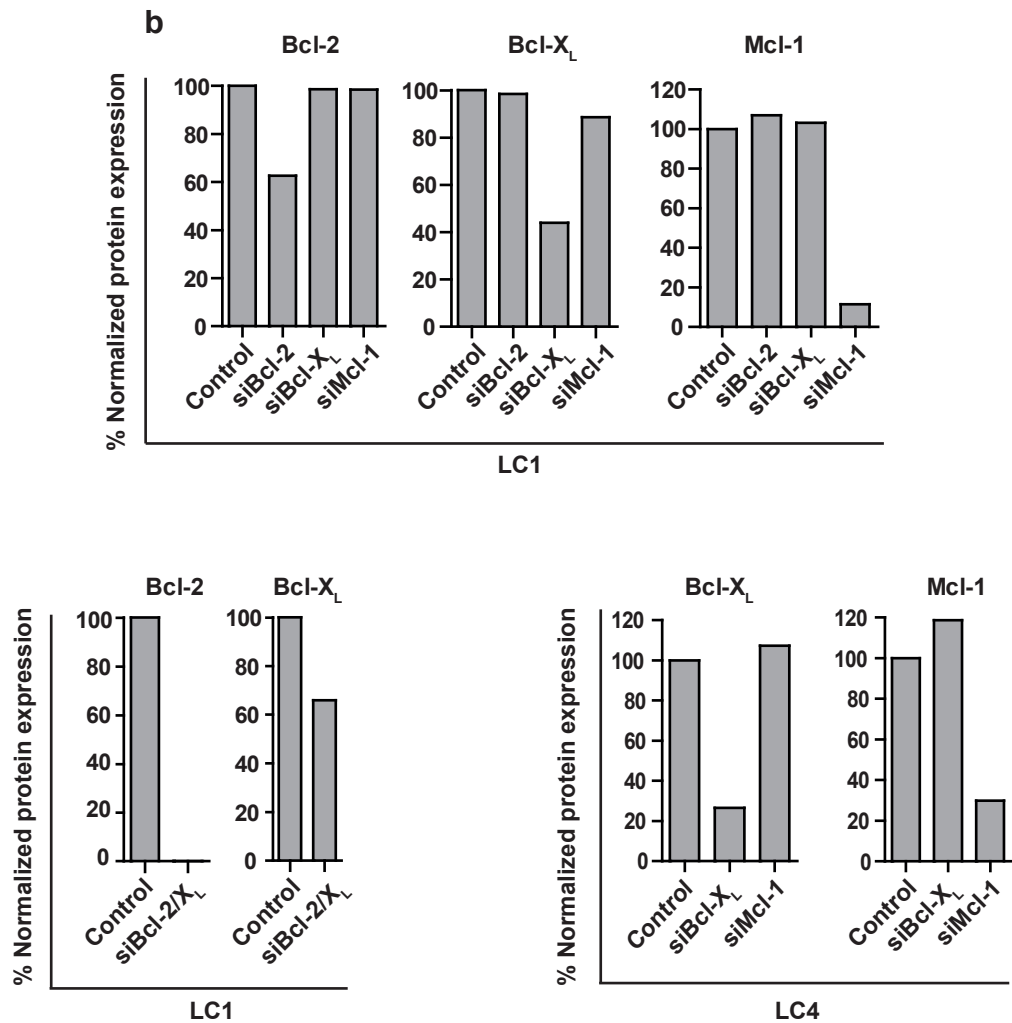 b
Bcl-2
Bcl-XL
Mcl-1
% Normalized protein expression
100
80
60
40
20
0
Control
siBcl-2
siBcl-XL
siMcl-1
100
80
60
40
20
0
Control
siBcl-2
siBcl-XL
siMcl-1
120
100
80
60
40
20
0
Control
siBcl-2
siBcl-XL
siMcl-1
LC1
Bcl-2
Bcl-XL
% Normalized protein expression
100
80
60
40
20
0
Control
siBcl-2/XL
100
80
60
40
20
0
Control
siBcl-2/XL
LC1
Bcl-XL
Mcl-1
% Normalized protein expression
120
100
80
60
40
20
0
Control
siBcl-XL
siMcl-1
120
100
80
60
40
20
0
Control
siBcl-XL
siMcl-1
LC4